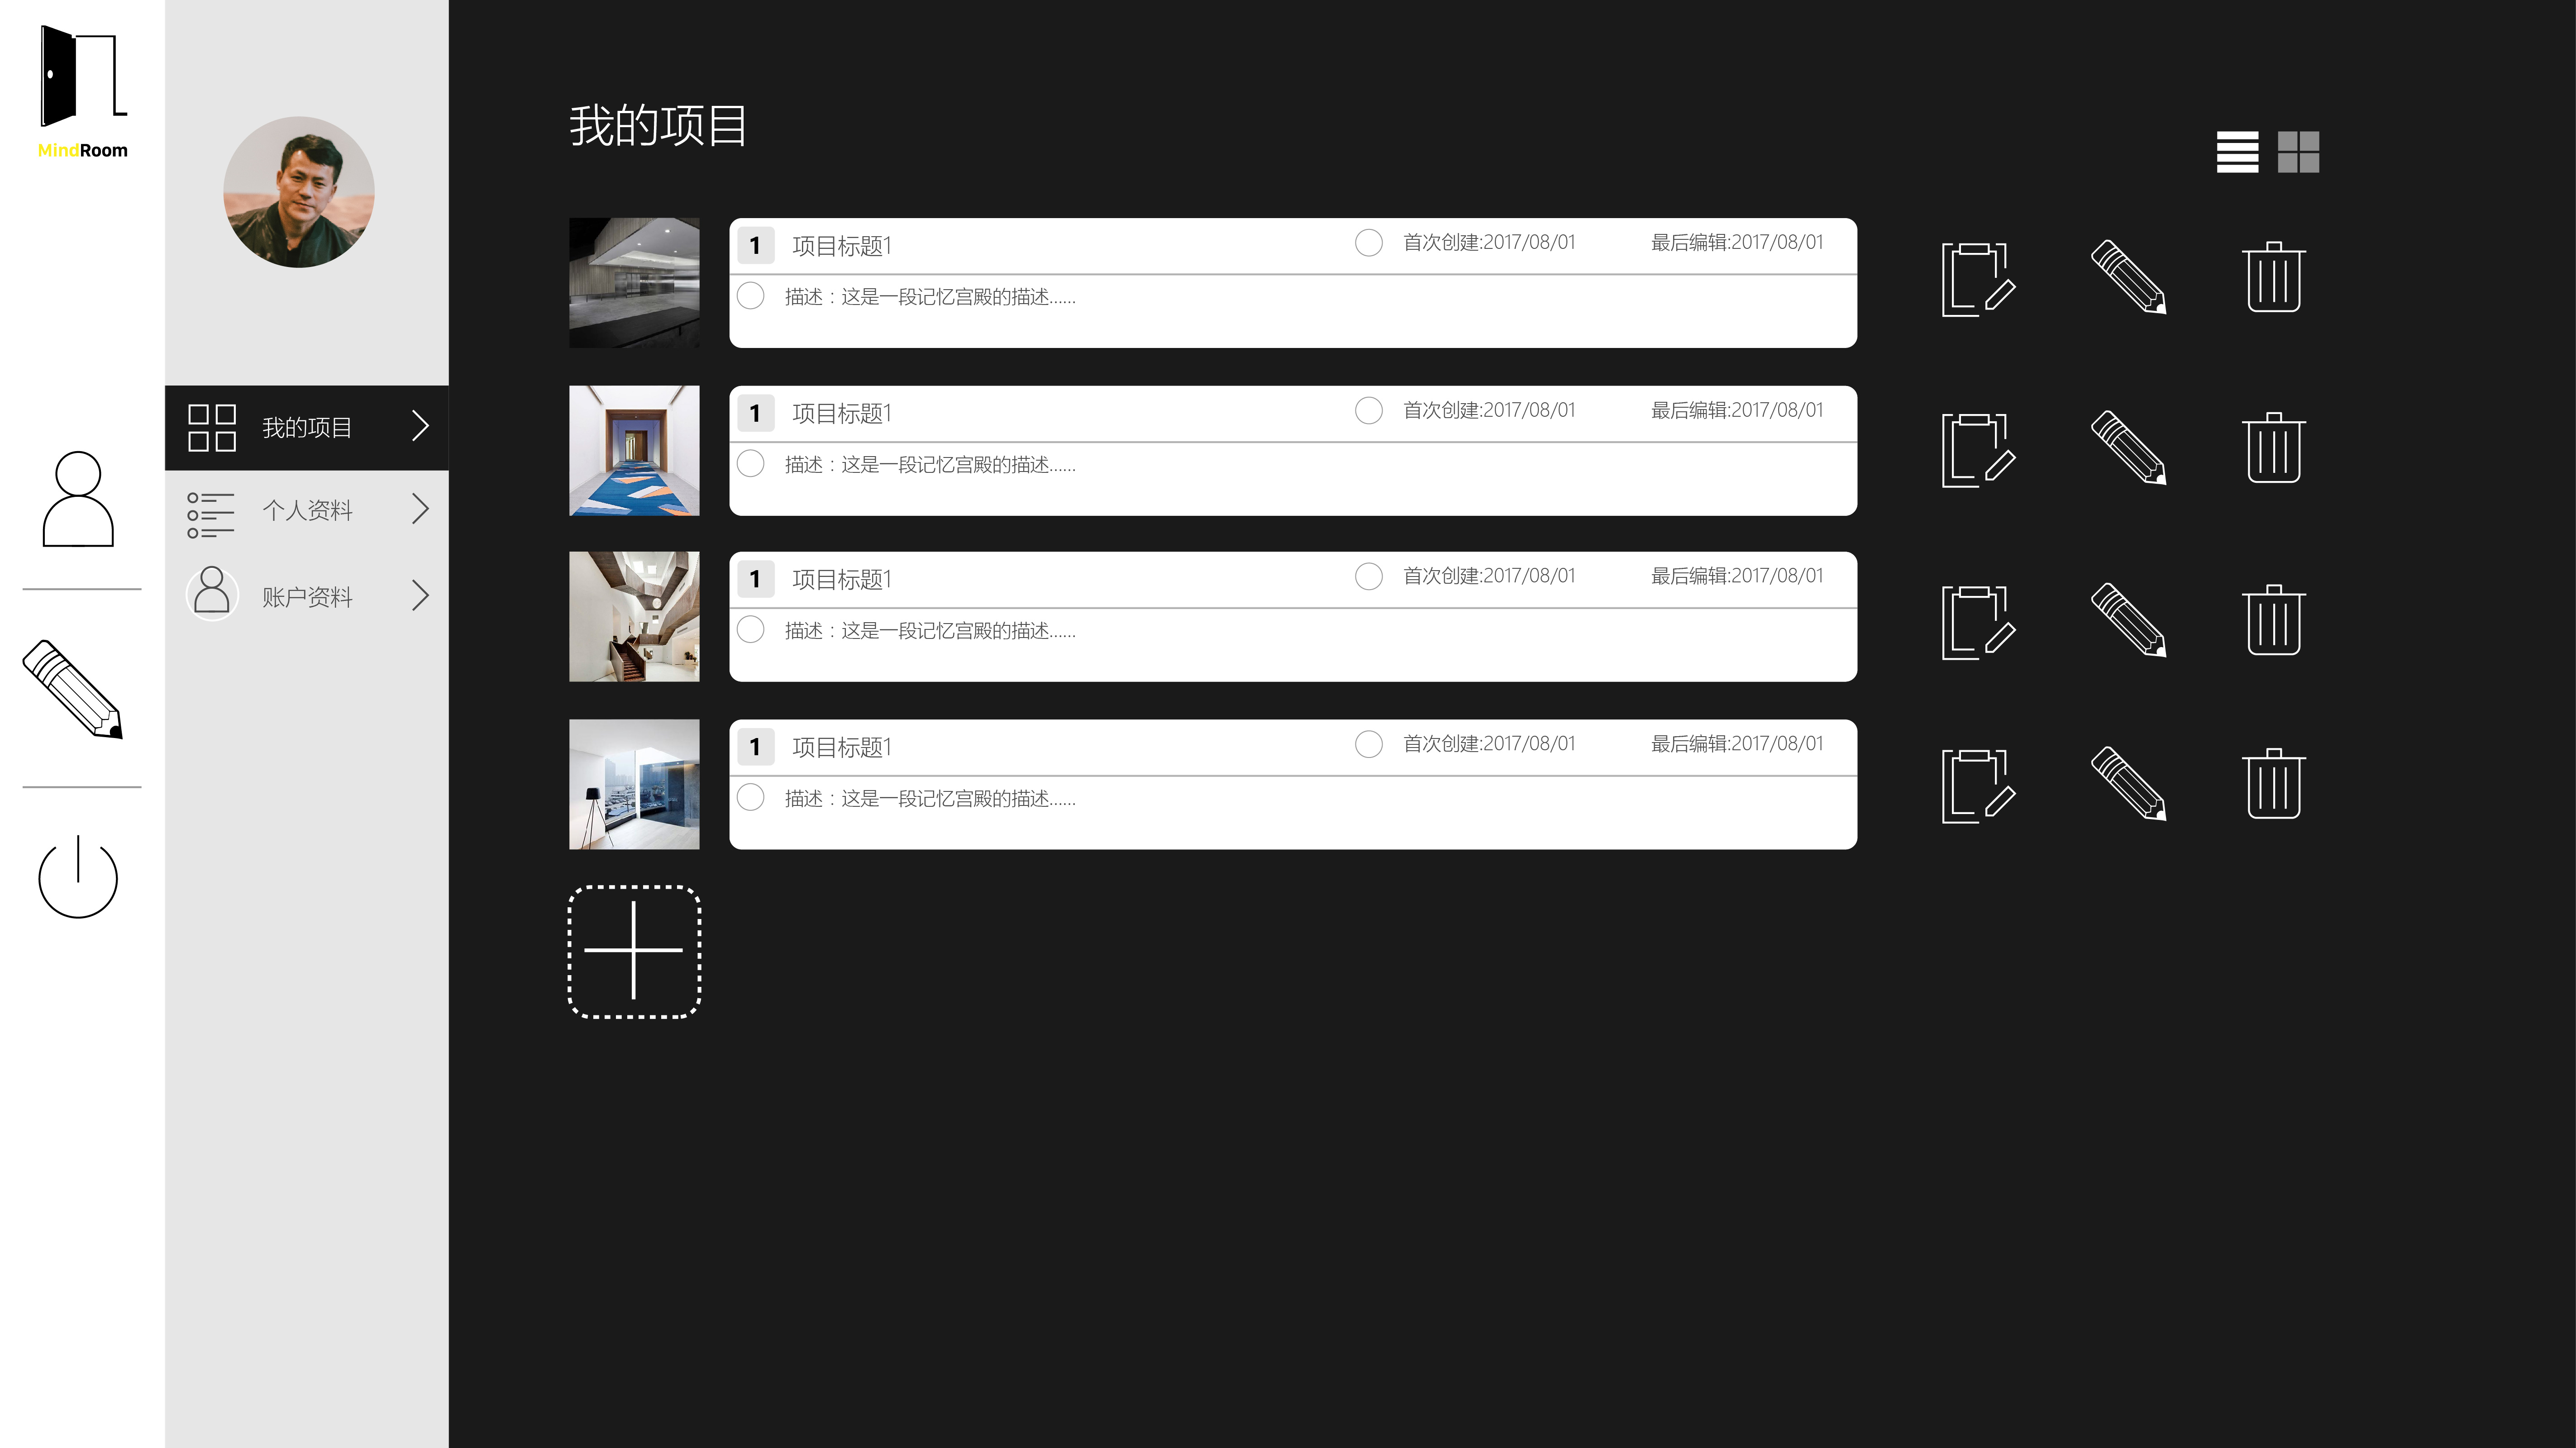 MindRoom
我的项目
个人资料
账户资料
我的项目
1 项目标题1 首次创建:2017/08/01 最后编辑:2017/08/01
描述：这是一段记忆宫殿的描述......
1 项目标题1 首次创建:2017/08/01 最后编辑:2017/08/01
描述：这是一段记忆宫殿的描述......
1 项目标题1 首次创建:2017/08/01 最后编辑:2017/08/01
描述：这是一段记忆宫殿的描述......
1 项目标题1 首次创建:2017/08/01 最后编辑:2017/08/01
描述：这是一段记忆宫殿的描述......